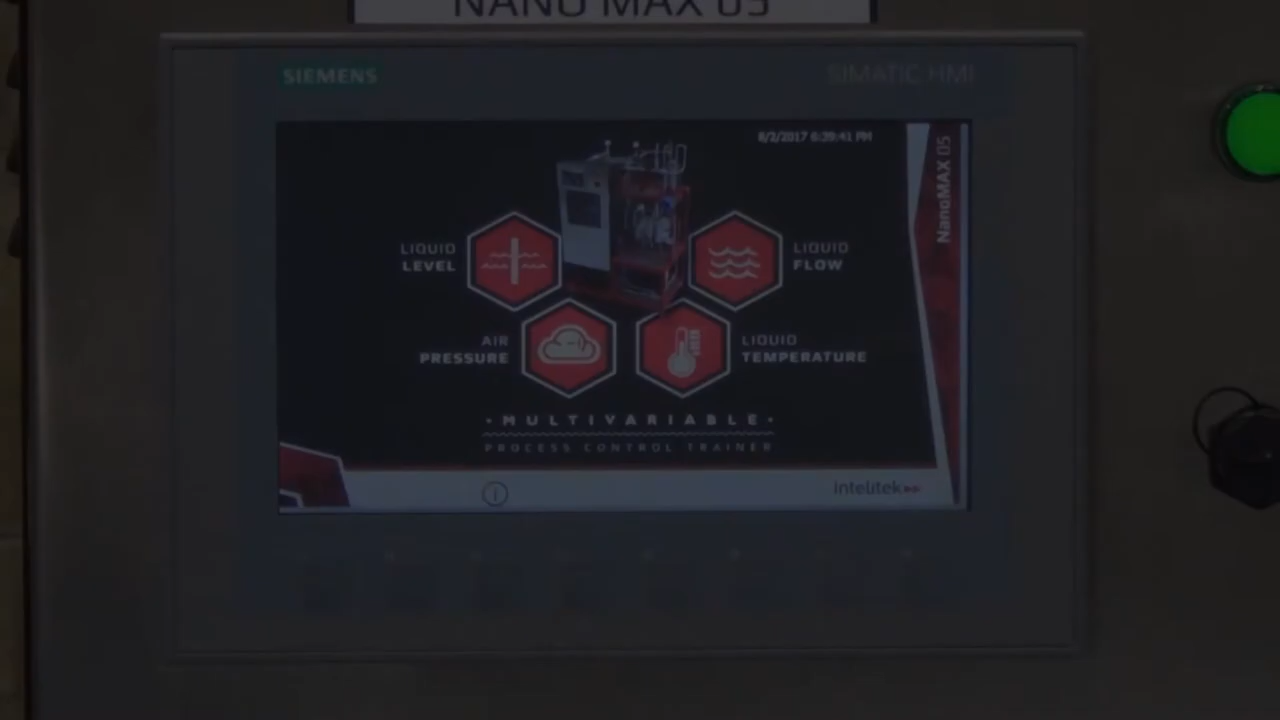 NANO MAX 05
SIEMENS
SIMATIC HMI
8/2/2017 6:39:41 PM
NanoMAX 05
LIQUID
LEVEL
LIQUID
FLOW
AIR
PRESSURE
LIQUID
TEMPERATURE
• MULTIVARIABLE •
PROCESS CONTROL TRAINER
intelitek